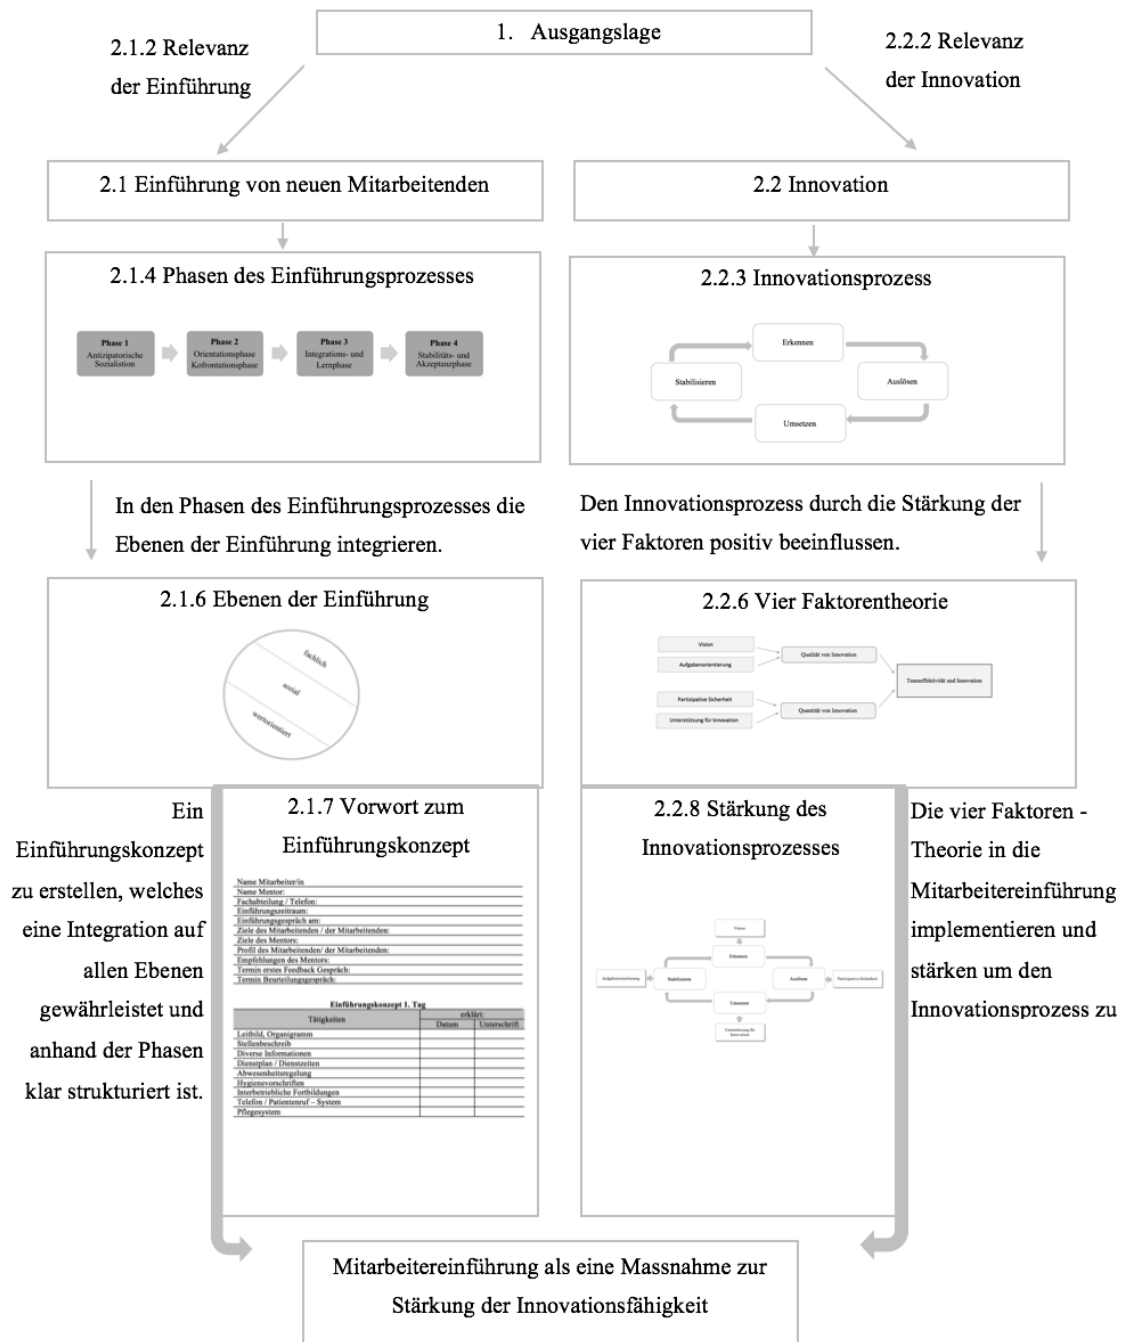 1. Ausgangslage
2.1.2 Relevanz
der Einführung
2.2.2 Relevanz
der Innovation
2.1 Einführung von neuen Mitarbeitenden
2.2 Innovation
2.1.4 Phasen des Einführungsprozesses
Phase 1
Antizipatorische
Sozialistion
Phase 2
Orientationsphase
Kofrontationsphase
Phase 3
Integrations- und
Lernphase
Phase 4
Stabilitäts- und
Akzeptanzphase
2.2.3 Innovationsprozess
Erkennen
Stabilisieren
Auslösen
Umsetzen
In den Phasen des Einführungsprozesses die
Ebenen der Einführung integrieren.
Den Innovationsprozess durch die Stärkung der
vier Faktoren positiv beeinflussen.
2.1.6 Ebenen der Einführung
fachlich
sozial
wertorientiert
2.2.6 Vier Faktorentheorie
Vision
Aufgabenorientierung
Qualität von Innovation
Teameffektivität und Innovation
Partizipative Sicherheit
Unterstützung für Innovation
Quantität von Innovation
Ein
Einführungskonzept
zu erstellen, welches
eine Integration auf
allen Ebenen
gewährleistet und
anhand der Phasen
klar strukturiert ist.
2.1.7 Vorwort zum
Einführungskonzept
Name Mitarbeiter/in
Name Mentor:
Fachabteilung / Telefon:
Einführungszeitraum:
Einführungsgespräch am:
Ziele des Mitarbeitenden / der Mitarbeitenden:
Ziele des Mentors:
Profil des Mitarbeitenden/ der Mitarbeitenden:
Empfehlungen des Mentors:
Termin erstes Feedback Gespräch:
Termin Beurteilungsgespräch:
Einführungskonzept 1. Tag
Tätigkeiten
erklärt:
Datum Unterschrift
Leitbild, Organigramm
Stellenbeschreib
Diverse Informationen
Dienstplan / Dienstzeiten
Abwesenheitsregelung
Hygienevorschriften
Interbetriebliche Fortbildungen
Telefon / Patientenruf – System
Pflegesystem
2.2.8 Stärkung des
Innovationsprozesses
Vision
Erkennen
Aufgabenorientierung
Stabilisieren
Auslösen
Partizipative Sicherheit
Umsetzen
Unterstützung für
Innovation
Die vier Faktoren -
Theorie in die
Mitarbeitereinführung
implementieren und
stärken um den
Innovationsprozess zu
Mitarbeitereinführung als eine Massnahme zur
Stärkung der Innovationsfähigkeit